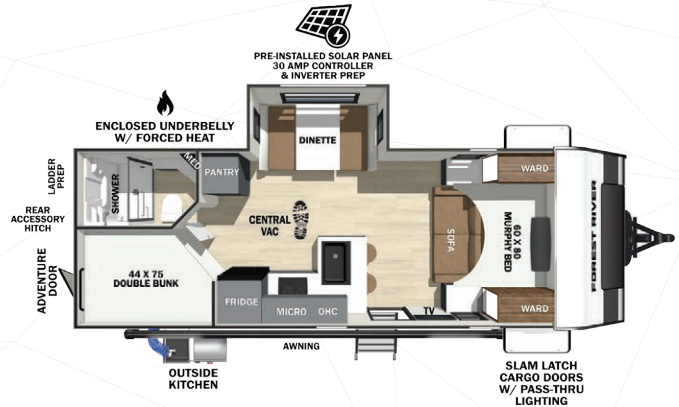 PRE-INSTALLED SOLAR PANEL
30 AMP CONTROLLER
& INVERTER PREP
ENCLOSED UNDERBELLY
W/ FORCED HEAT
DINETTE
MED
PANTRY
WARD
LADDER
PREP
SHOWER
REAR
ACCESSORY
HITCH
CENTRAL
VAC
SOFA
60 X 80
MURPHY BED
FOREST RIVER
ADVENTURE
DOOR
44 X 75
DOUBLE BUNK
FRIDGE
MICRO
OHC
TV
WARD
AWNING
OUTSIDE
KITCHEN
SLAM LATCH
CARGO DOORS
W/ PASS-THRU
LIGHTING